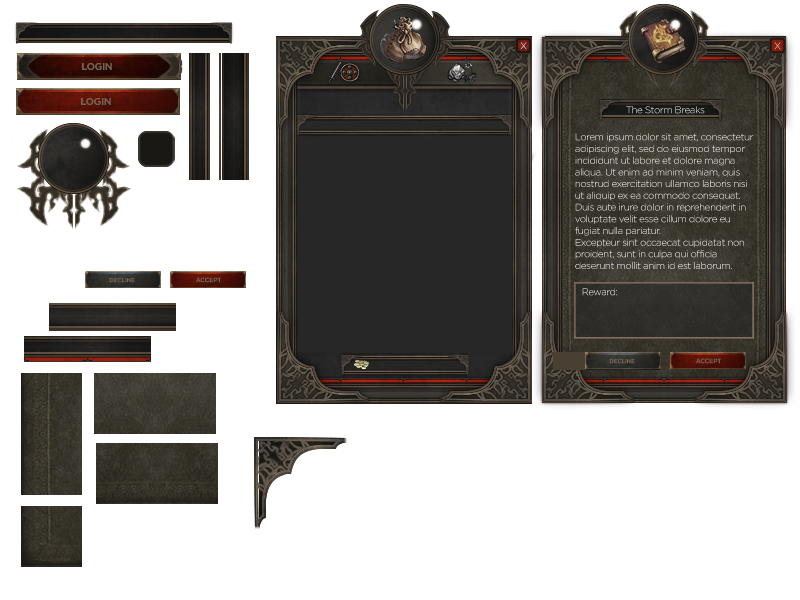 LOGIN
LOGIN
DECLINE
ACCEPT
X
X
The Storm Breaks
Lorem ipsum dolor sit amet, consectetur
adipiscing elit, sed do eiusmod tempor
incididunt ut labore et dolore magna
aliqua. Ut enim ad minim veniam, quis
nostrud exercitation ullamco laboris nisi
ut aliquip ex ea commodo consequat.
Duis aute irure dolor in reprehenderit in
voluptate velit esse cillum dolore eu
fugiat nulla pariatur.
Excepteur sint occaecat cupidatat non
proident, sunt in culpa qui officia
deserunt mollit anim id est laborum.
Reward:
DECLINE
ACCEPT